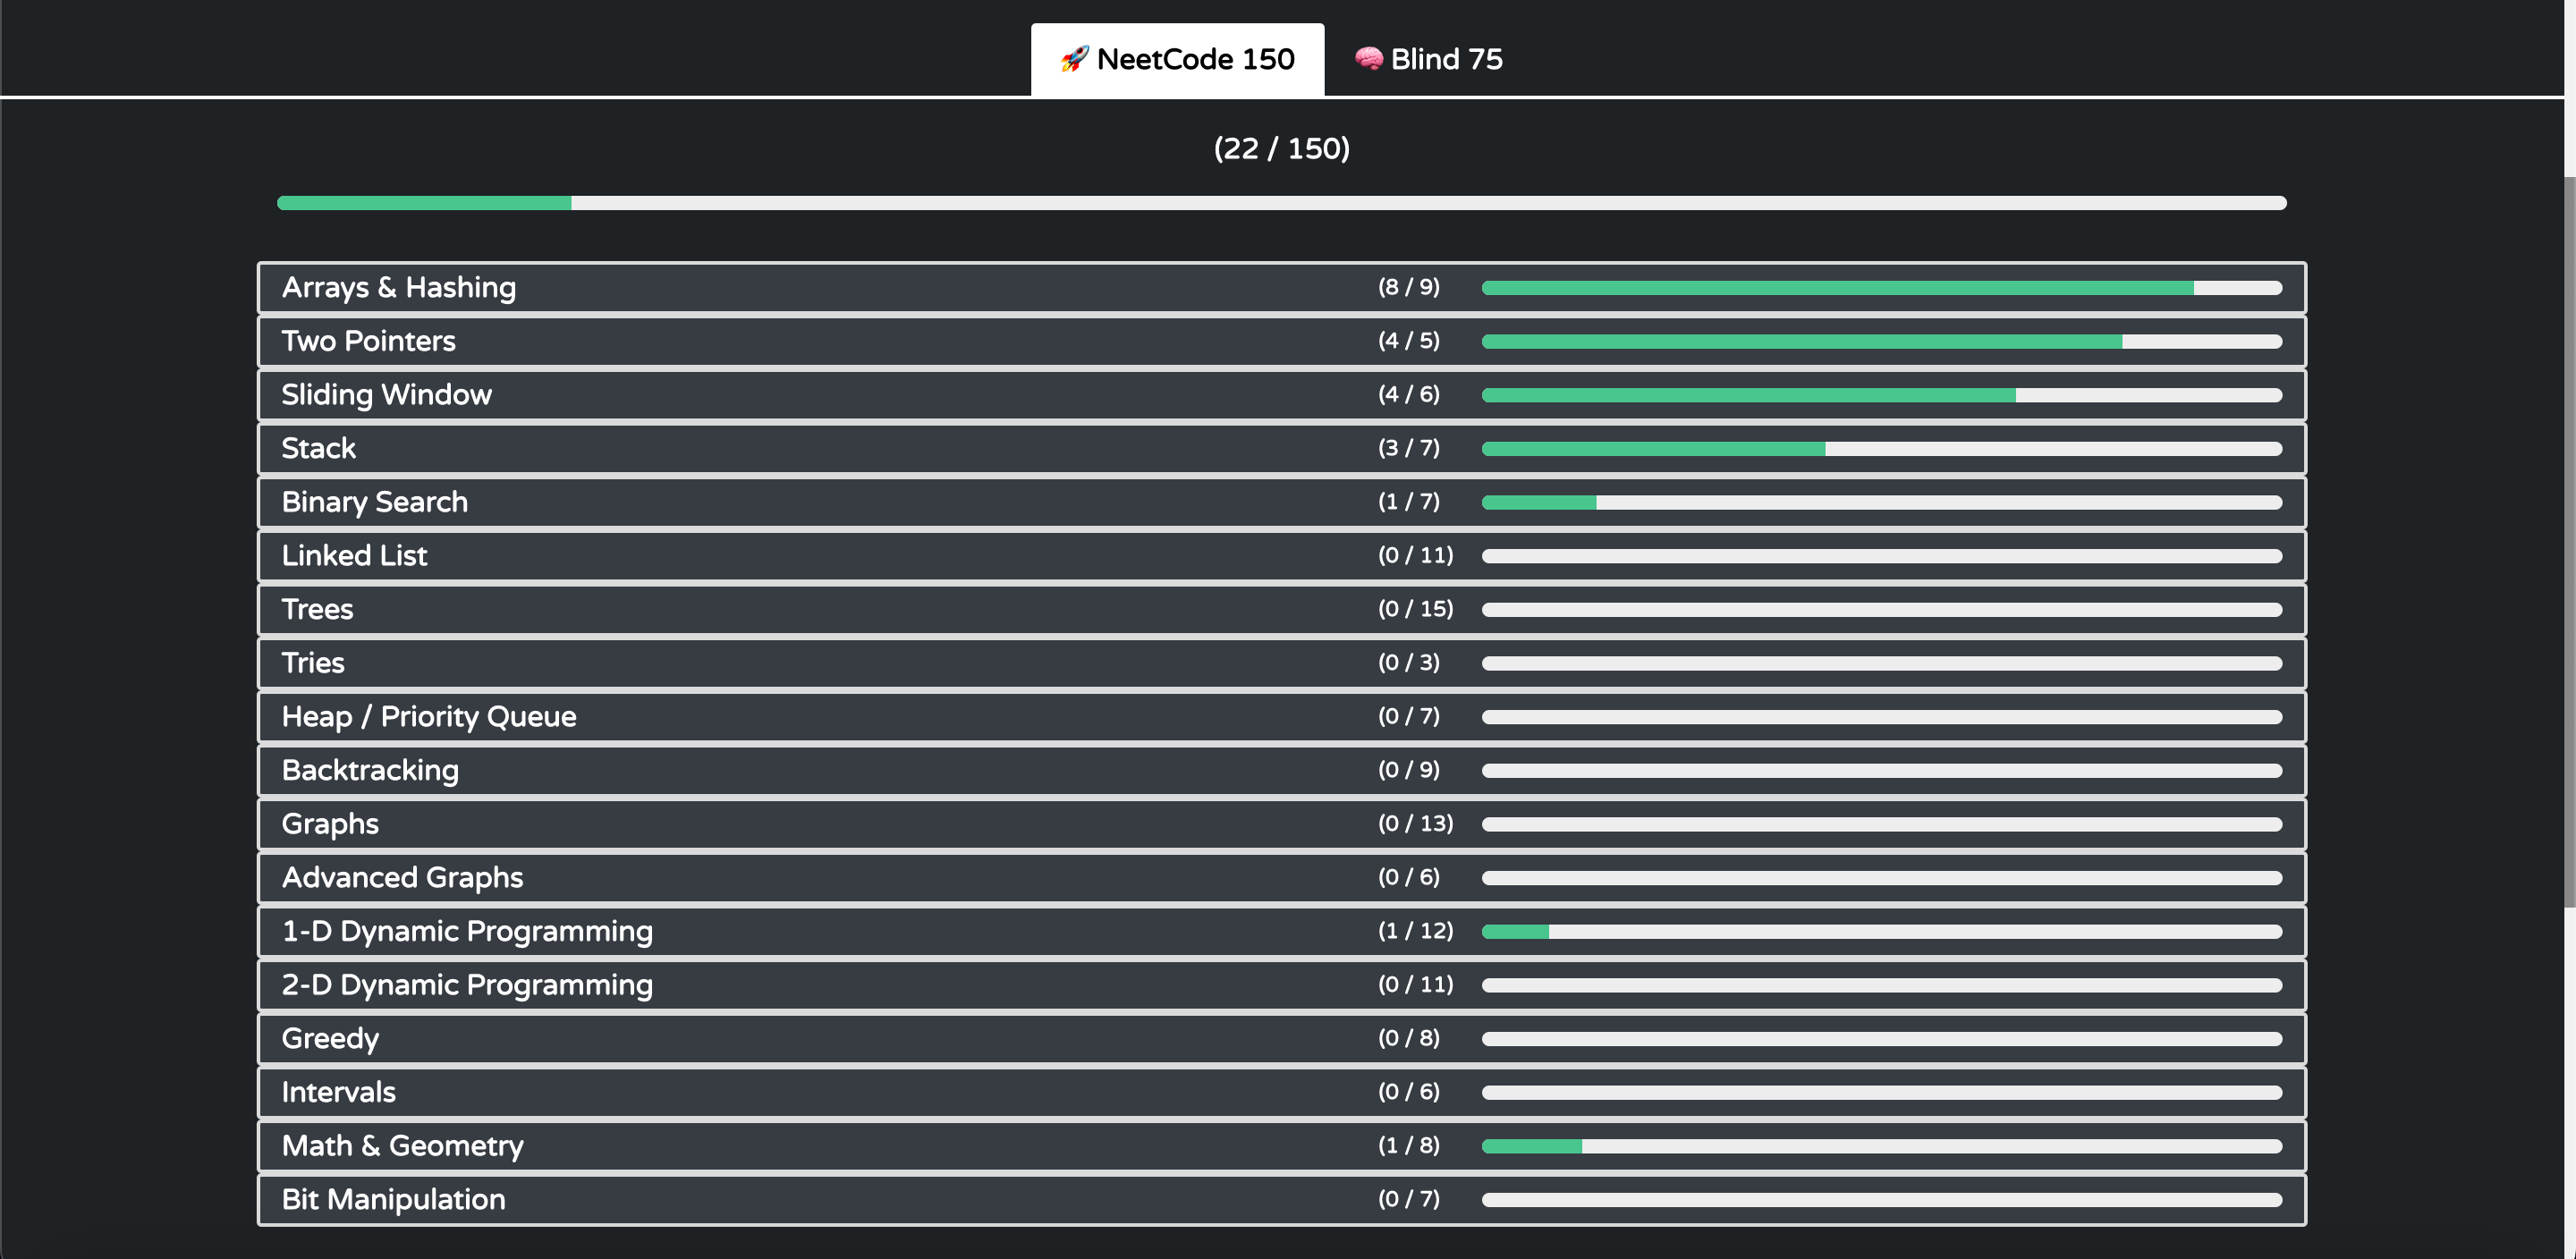 🚀 NeetCode 150 🧠 Blind 75
(22 / 150)
Arrays & Hashing (8 / 9)
Two Pointers (4 / 5)
Sliding Window (4 / 6)
Stack (3 / 7)
Binary Search (1 / 7)
Linked List (0 / 11)
Trees (0 / 15)
Tries (0 / 3)
Heap / Priority Queue (0 / 7)
Backtracking (0 / 9)
Graphs (0 / 13)
Advanced Graphs (0 / 6)
1-D Dynamic Programming (1 / 12)
2-D Dynamic Programming (0 / 11)
Greedy (0 / 8)
Intervals (0 / 6)
Math & Geometry (1 / 8)
Bit Manipulation (0 / 7)